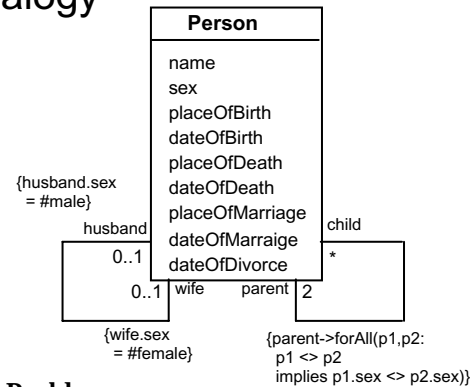 alogy
Person
name
sex
placeOfBirth
dateOfBirth
placeOfDeath
dateOfDeath
placeOfMarriage
dateOfMarraige
dateOfDivorce
{husband.sex
= #male}
husband
0..1
0..1
wife
{wife.sex
= #female}
child
*
parent
2
{parent->forAll(p1,p2:
p1 <> p2
implies p1.sex <> p2.sex)}